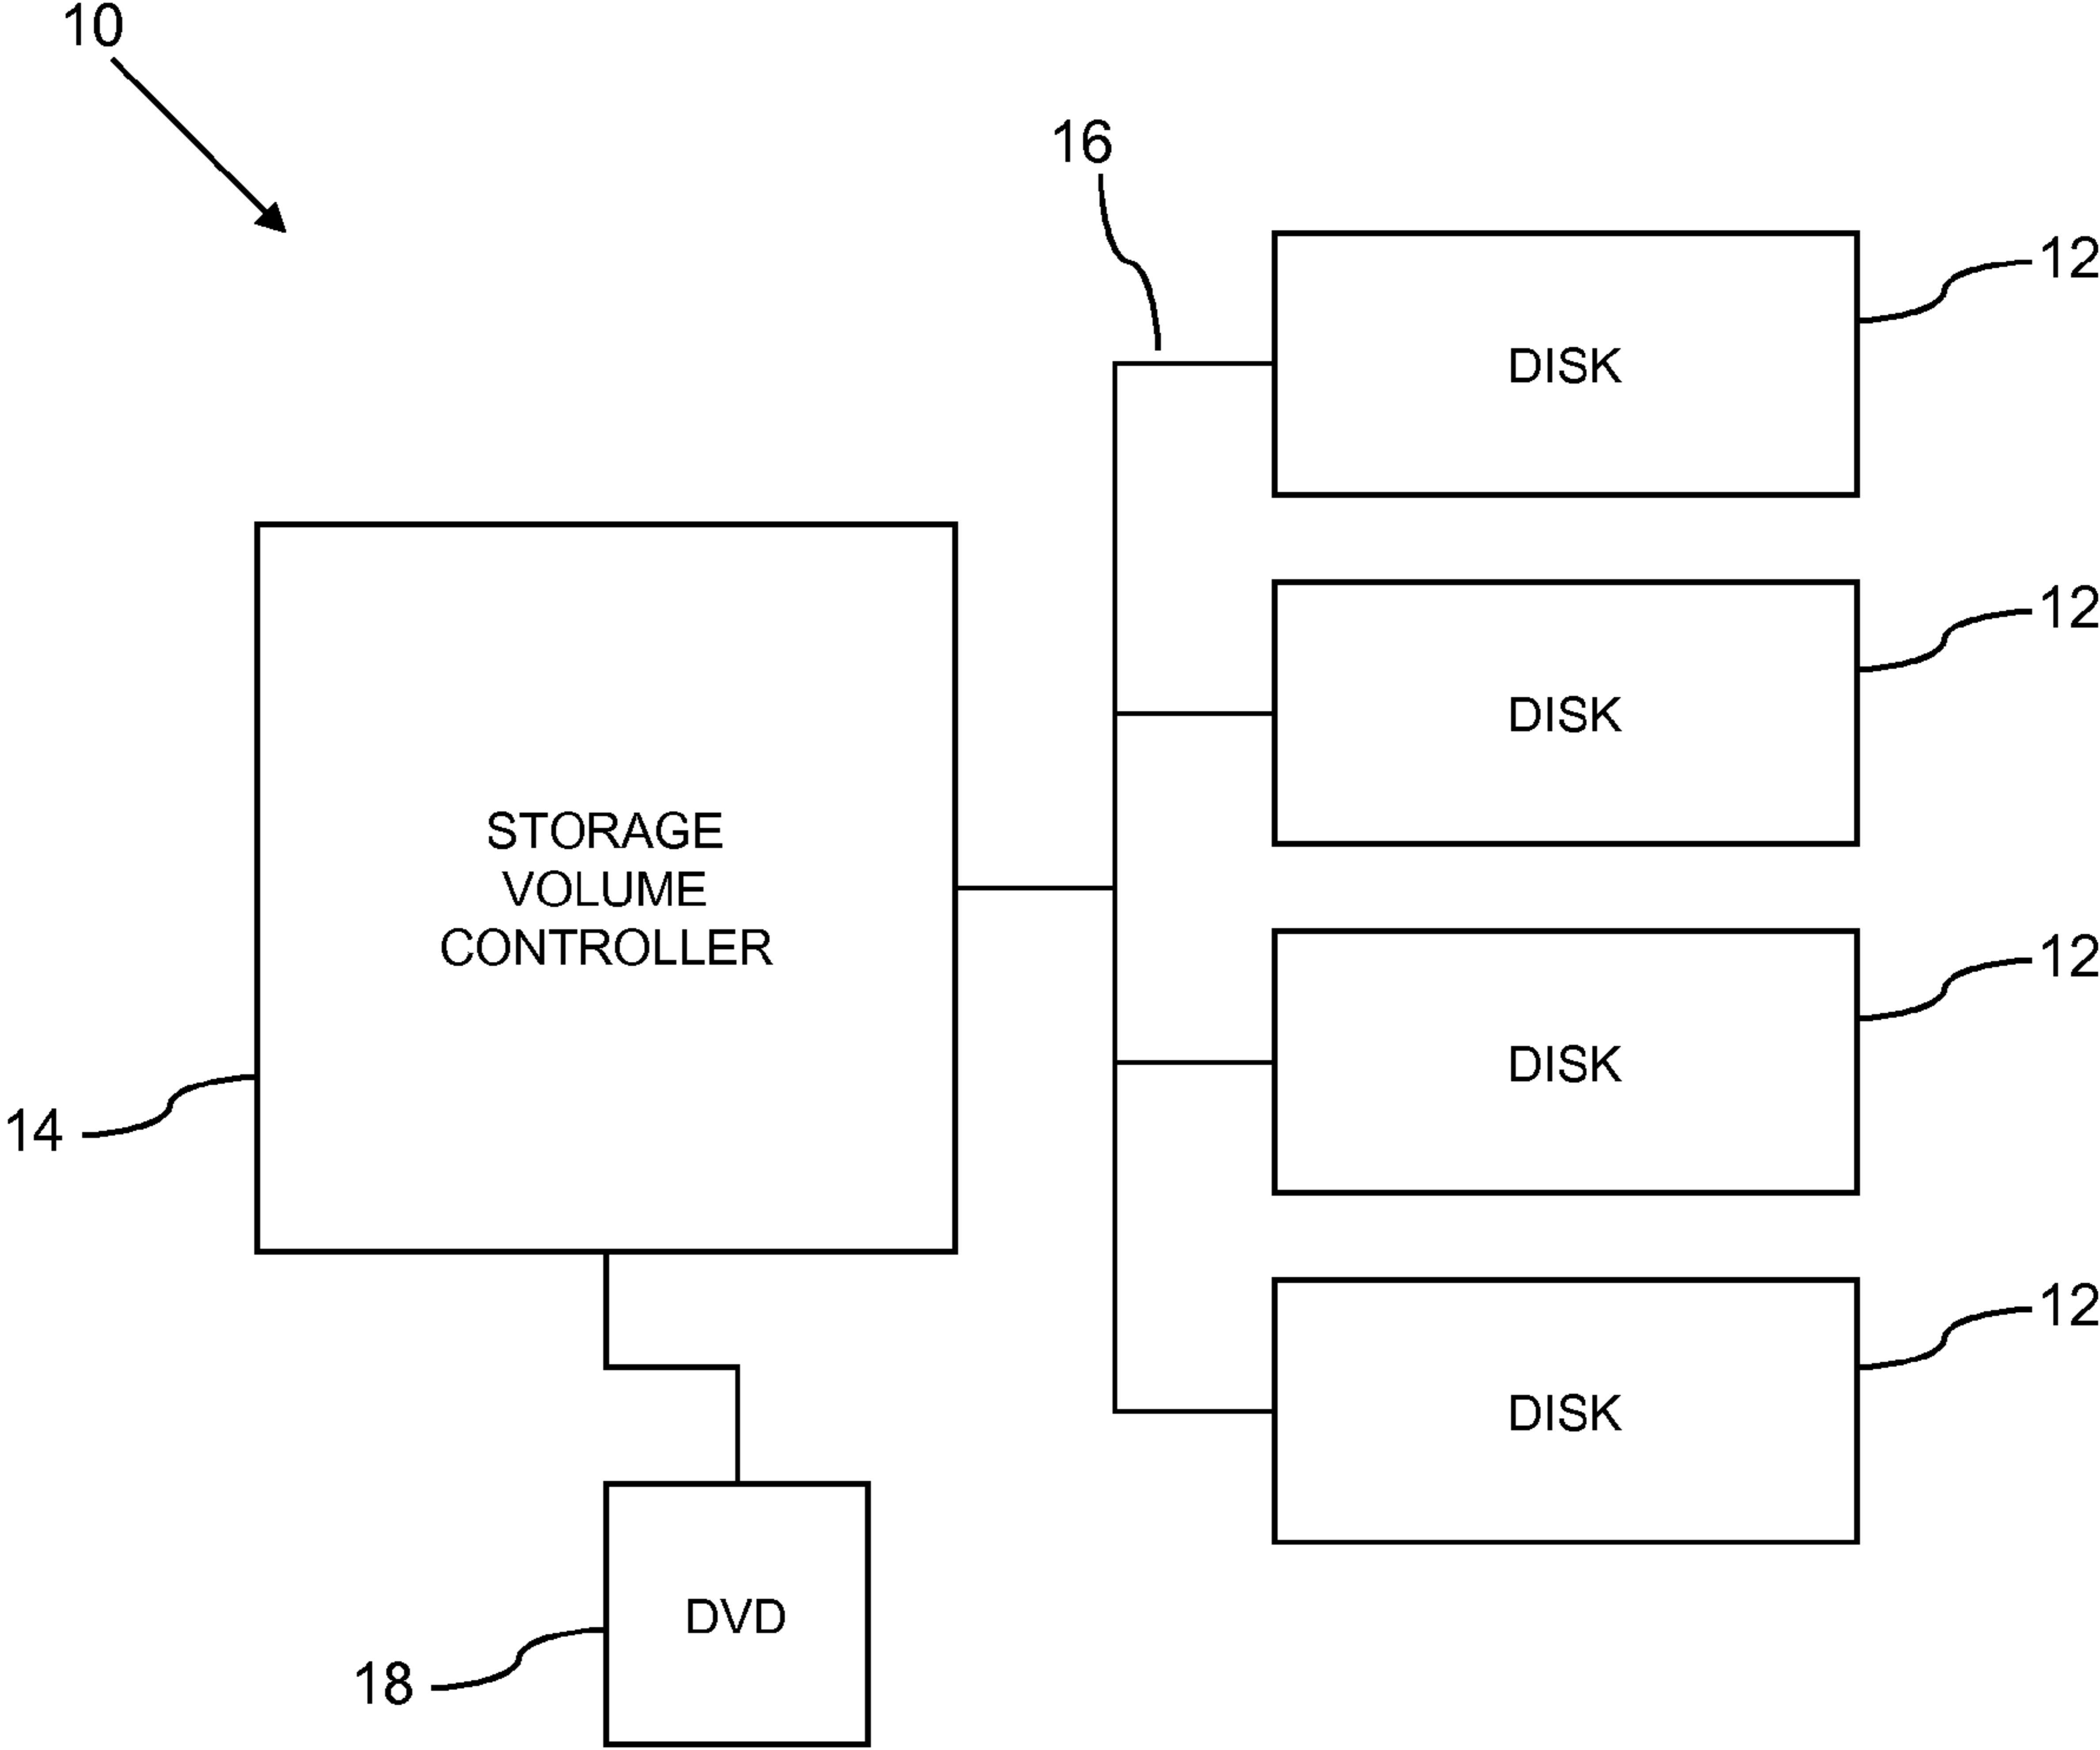 10
16
12
DISK
12
DISK
STORAGE
VOLUME
CONTROLLER
12
DISK
14
12
DISK
DVD
18